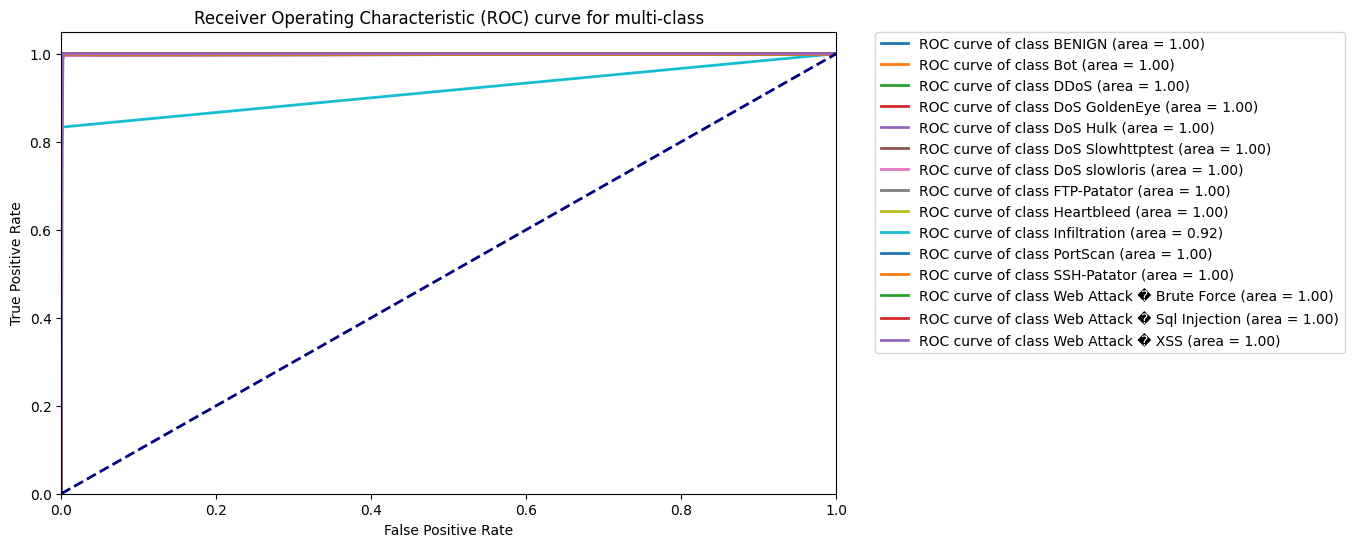 Receiver Operating Characteristic (ROC) curve for multi-class
True Positive Rate
1.0
0.8
0.6
0.4
0.2
0.0
0.0 0.2 0.4 0.6 0.8 1.0
False Positive Rate
ROC curve of class BENIGN (area = 1.00)
ROC curve of class Bot (area = 1.00)
ROC curve of class DDoS (area = 1.00)
ROC curve of class DoS GoldenEye (area = 1.00)
ROC curve of class DoS Hulk (area = 1.00)
ROC curve of class DoS Slowhttptest (area = 1.00)
ROC curve of class DoS slowloris (area = 1.00)
ROC curve of class FTP-Patator (area = 1.00)
ROC curve of class Heartbleed (area = 1.00)
ROC curve of class Infiltration (area = 0.92)
ROC curve of class PortScan (area = 1.00)
ROC curve of class SSH-Patator (area = 1.00)
ROC curve of class Web Attack � Brute Force (area = 1.00)
ROC curve of class Web Attack � Sql Injection (area = 1.00)
ROC curve of class Web Attack � XSS (area = 1.00)